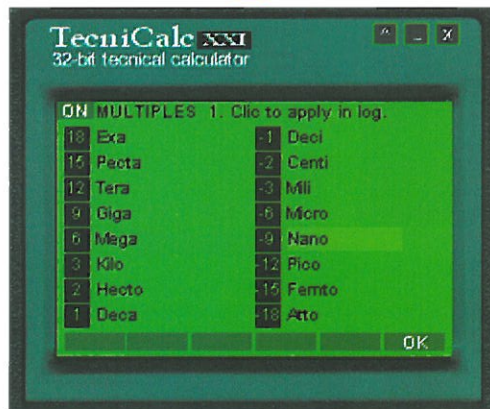 TecniCalc XXI
^ _ X
32-bit tecnical calculator
ON MULTIPLES 1. Clic to apply in log.
18 Exa -1 Deci
15 Pecta -2 Centi
12 Tera -3 Mili
9 Giga -6 Micro
6 Mega -9 Nano
3 Kilo -12 Pico
2 Hecto -15 Femto
1 Deca -18 Atto
OK